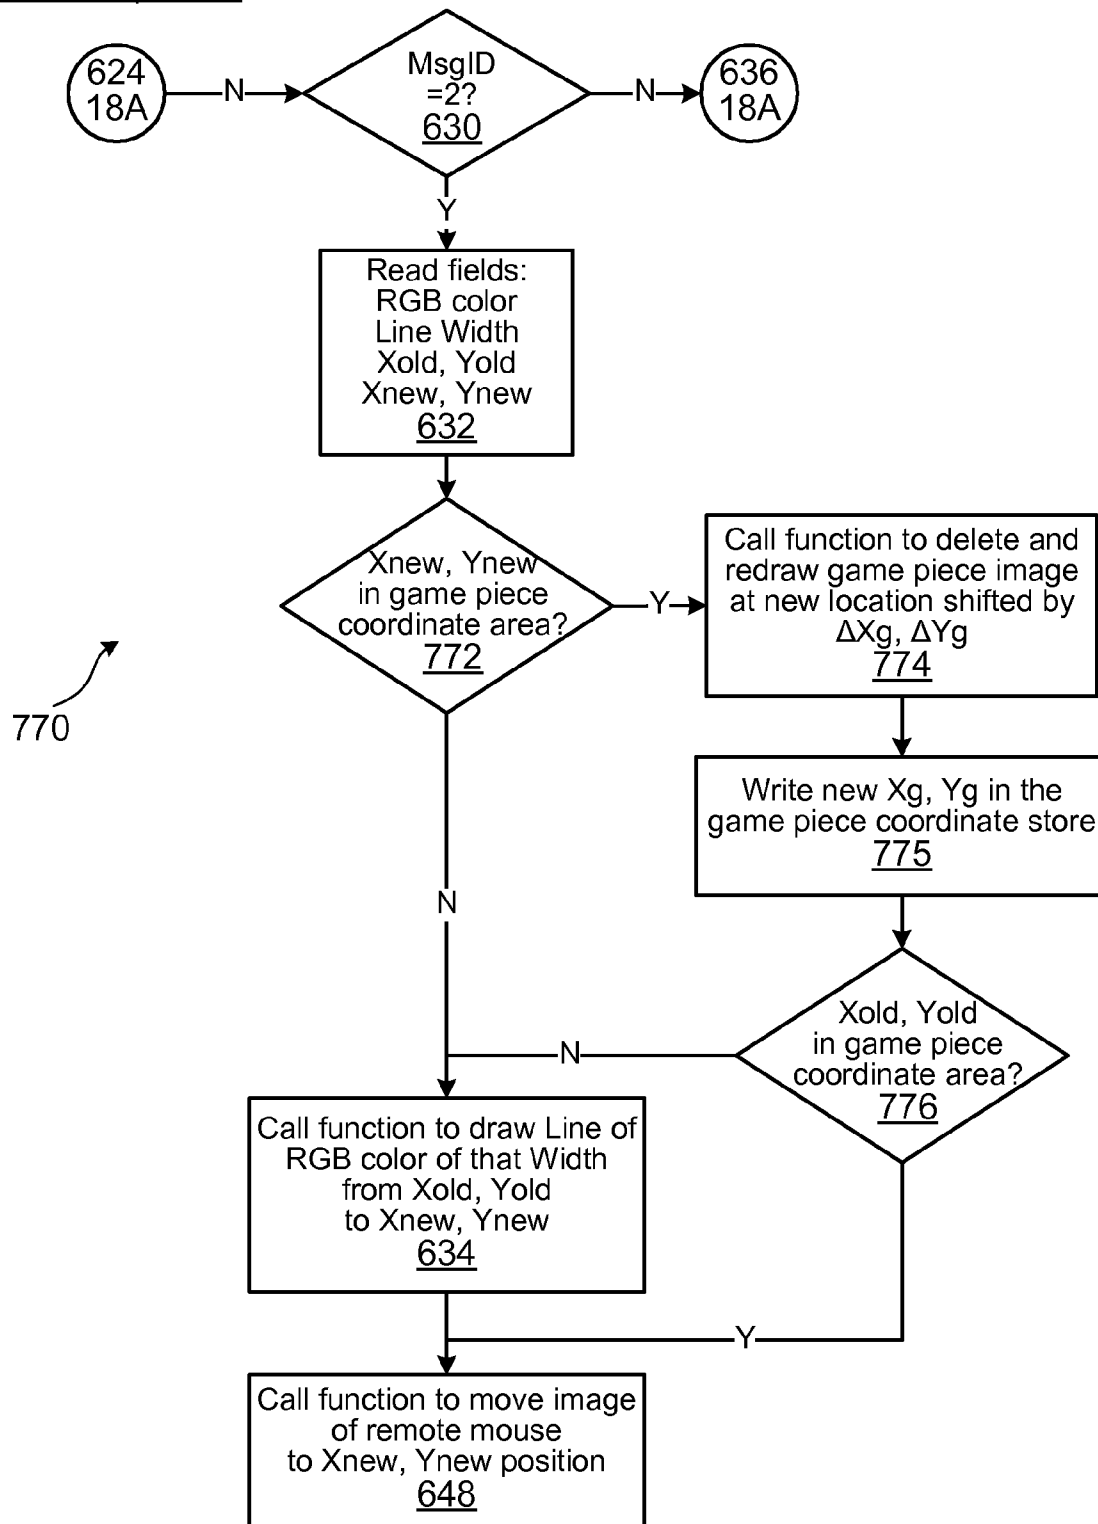 624
18A
N
MsgID
=2?
630
N
636
18A
Y
Read fields:
RGB color
Line Width
Xold, Yold
Xnew, Ynew
632
Xnew, Ynew
in game piece
coordinate area?
772
Y
Call function to delete and
redraw game piece image
at new location shifted by
ΔXg, ΔYg
774
770
Write new Xg, Yg in the
game piece coordinate store
775
N
Xold, Yold
in game piece
coordinate area?
776
N
Call function to draw Line of
RGB color of that Width
from Xold, Yold
to Xnew, Ynew
634
Y
Call function to move image
of remote mouse
to Xnew, Ynew position
648